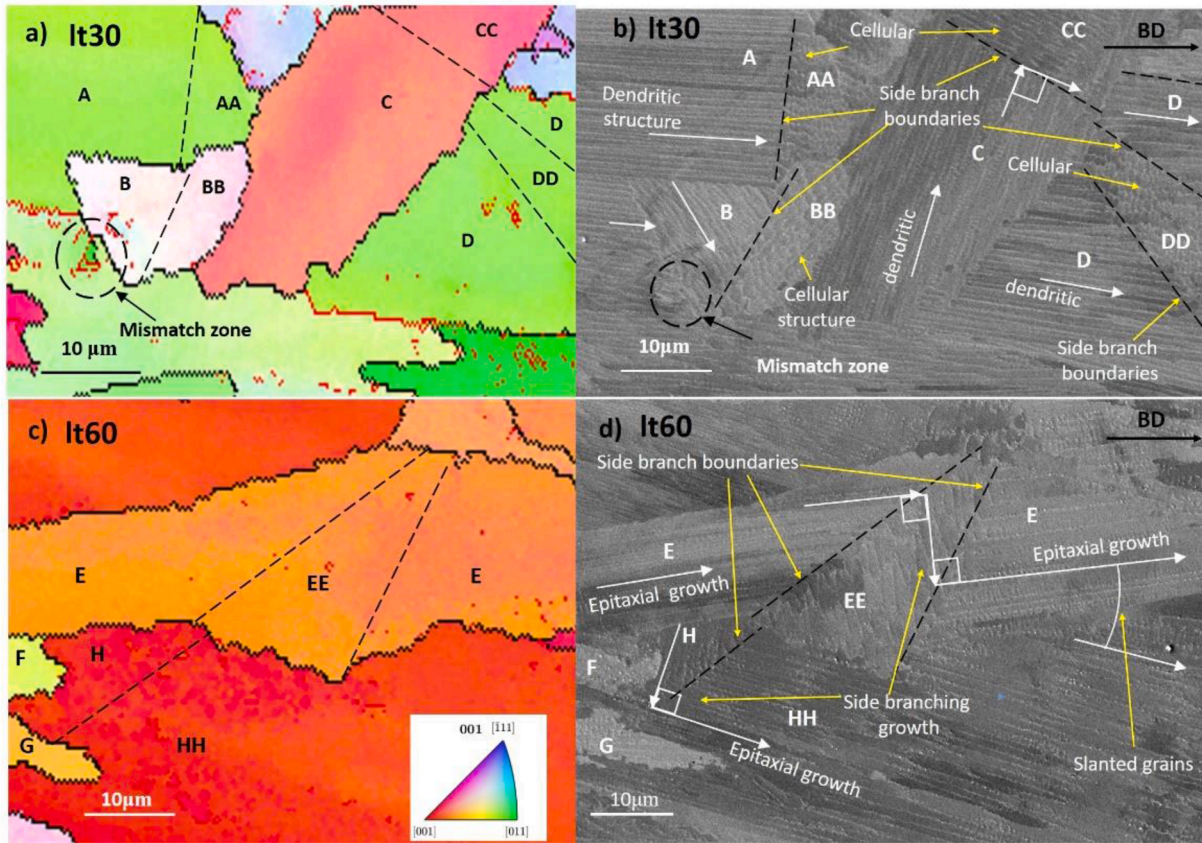 a) lt30
CC
A
AA
C
D
B
BB
DD
D
Mismatch zone
10 μm
b) lt30
CC
BD
Cellular
A
AA
D
Dendritic
structure
Side branch
boundaries
C
Cellular
B
BB
DD
D
dendritic
dendritic
Cellular
structure
10μm
Mismatch zone
Side branch
boundaries
c) lt60
E
EE
E
F
H
G
HH
001
[1̄11]
[001]
[011]
10μm
d) lt60
BD
Side branch boundaries
E
E
Epitaxial growth
Epitaxial growth
EE
H
F
Side branching
growth
HH
G
Epitaxial growth
Slanted grains
10μm